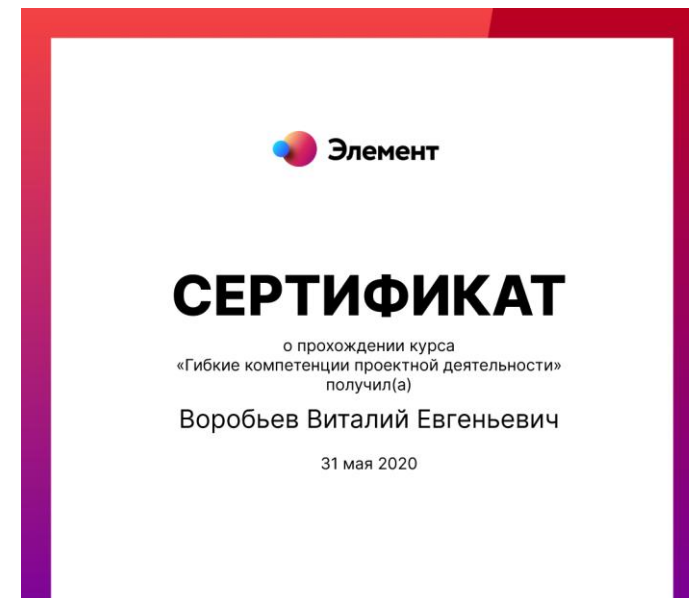 Элемент
СЕРТИФИКАТ
о прохождении курса
«Гибкие компетенции проектной деятельности»
получил(а)
Воробьев Виталий Евгеньевич
31 мая 2020